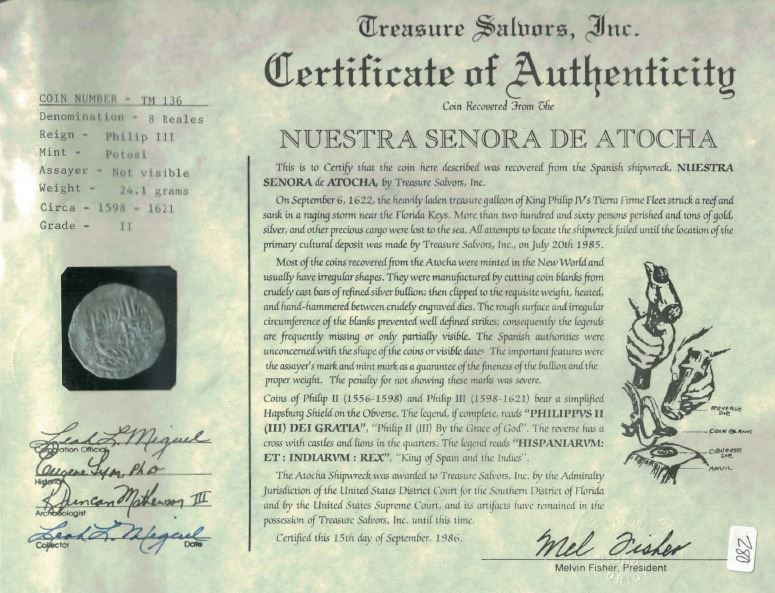 Treasure Salvors, Inc.
Certificate of Authenticity
Coin Recovered From The
NUESTRA SENORA DE ATOCHA
COIN NUMBER - TM 136
Denomination - 8 Reales
Reign - Philip III
Mint - Potosi
Assayer - Not visible
Weight - 24.1 grams
Circa - 1598 - 1621
Grade - II
This is to Certify that the coin here described was recovered from the Spanish shipwreck, NUESTRA
SENORA de ATOCHA, by Treasure Salvors, Inc.
On September 6, 1622, the heavily laden treasure galleon of King Philip IV's Tierra Firme Fleet struck a reef and
sank in a raging storm near the Florida Keys. More than two hundred and sixty persons perished and tons of gold,
silver, and other precious cargo were lost to the sea. All attempts to locate the shipwreck failed until the location of the
primary cultural deposit was made by Treasure Salvors, Inc., on July 20th 1985.
Most of the coins recovered from the Atocha were minted in the New World and
usually have irregular shapes. They were manufactured by cutting coin blanks from
crudely cast bars of refined silver bullion; then clipped to the requisite weight, heated,
and hand-hammered between crudely engraved dies. The rough surface and irregular
circumference of the blanks prevented well defined strikes; consequently the legends
are frequently missing or only partially visible. The Spanish authorities were
unconcerned with the shape of the coins or visible dates The important features were
the assayer's mark and mint mark as a guarantee of the fineness of the bullion and the
proper weight. The penalty for not showing these marks was severe.
Coins of Philip II (1556-1598) and Philip III (1598-1621) bear a simplified
Hapsburg Shield on the Obverse. The legend, if complete, reads "PHILIPPVS II
(III) DEI GRATIA", "Philip II (III) By the Grace of God". The reverse has a
cross with castles and lions in the quarters. The legend reads "HISPANIARVM:
ET : INDIARVM : REX", "King of Spain and the Indies".
The Atocha Shipwreck was awarded to Treasure Salvors, Inc. by the Admiralty
Jurisdiction of the United States District Court for the Southern District of Florida
and by the United States Supreme Court, and its artifacts have remained in the
possession of Treasure Salvors, Inc. until this time.
Certified this 15th day of September, 1986.
REVERSE DIE
COIN BLANK
OBVERSE DIE
ANVIL
Leah L. Miguel
Official
Eugene Lyon PhD
R Duncan Mathewson III
Archaeologist
Leah L. Miguel
Collector Date
Mel Fisher
Melvin Fisher, President
280